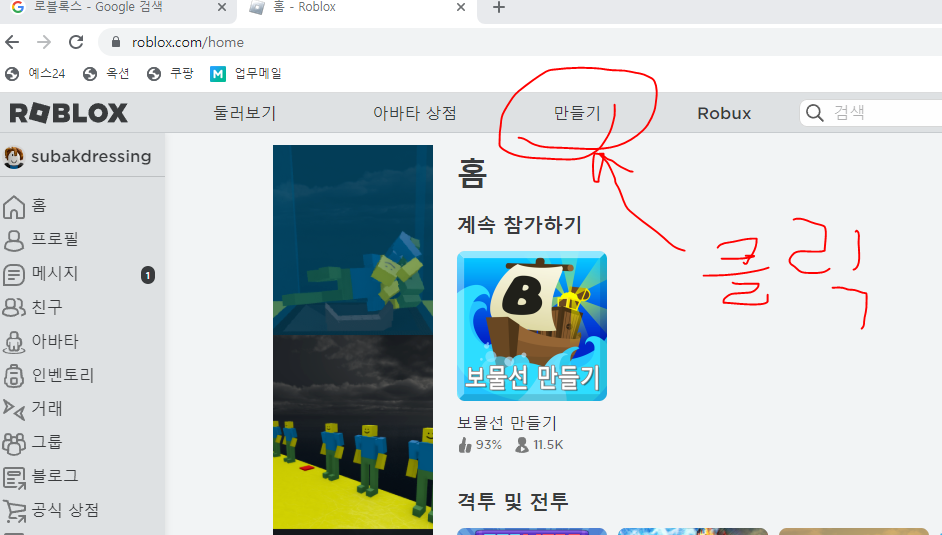 로블록스 - Google 검색
홈 - Roblox
roblox.com/home
예스24 옥션 쿠팡 M 업무메일
ROBLOX 둘러보기 아바타 상점 만들기 Robux 검색
subakdressing
홈
프로필
메시지 1
친구
아바타
인벤토리
거래
그룹
블로그
공식 상점
홈
계속 참가하기
B
보물선 만들기
보물선 만들기
93% 11.5K
격투 및 전투
클릭